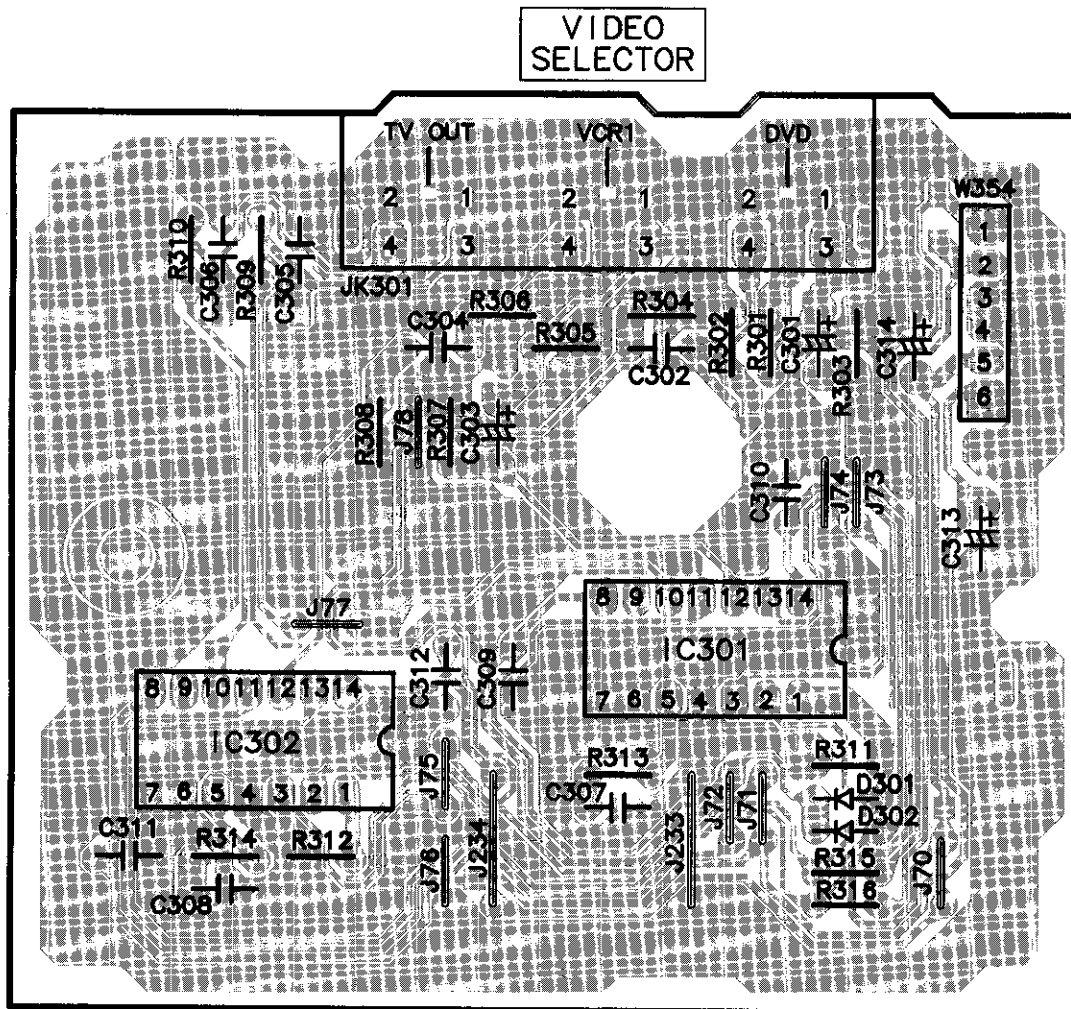 VIDEO
SELECTOR
TV OUT VCR1 DVD
2 1 2 1 2 1
4 3 4 3 4 3
JK301
W354
1
2
3
4
5
6
R310
C306
R309
C305
R306
R304
C304
R305
C302
R302
R301
C301
R303
C314
R308
J78
R307
C303
C310
J74
J73
C313
J77
8 9 10 11 12 13 14
IC301
7 6 5 4 3 2 1
C312
C309
8 9 10 11 12 13 14
IC302
7 6 5 4 3 2 1
J75
R313
C307
J72
J71
R311
D301
D302
C311
R314
R312
J76
J234
J233
R315
J70
C308
R316